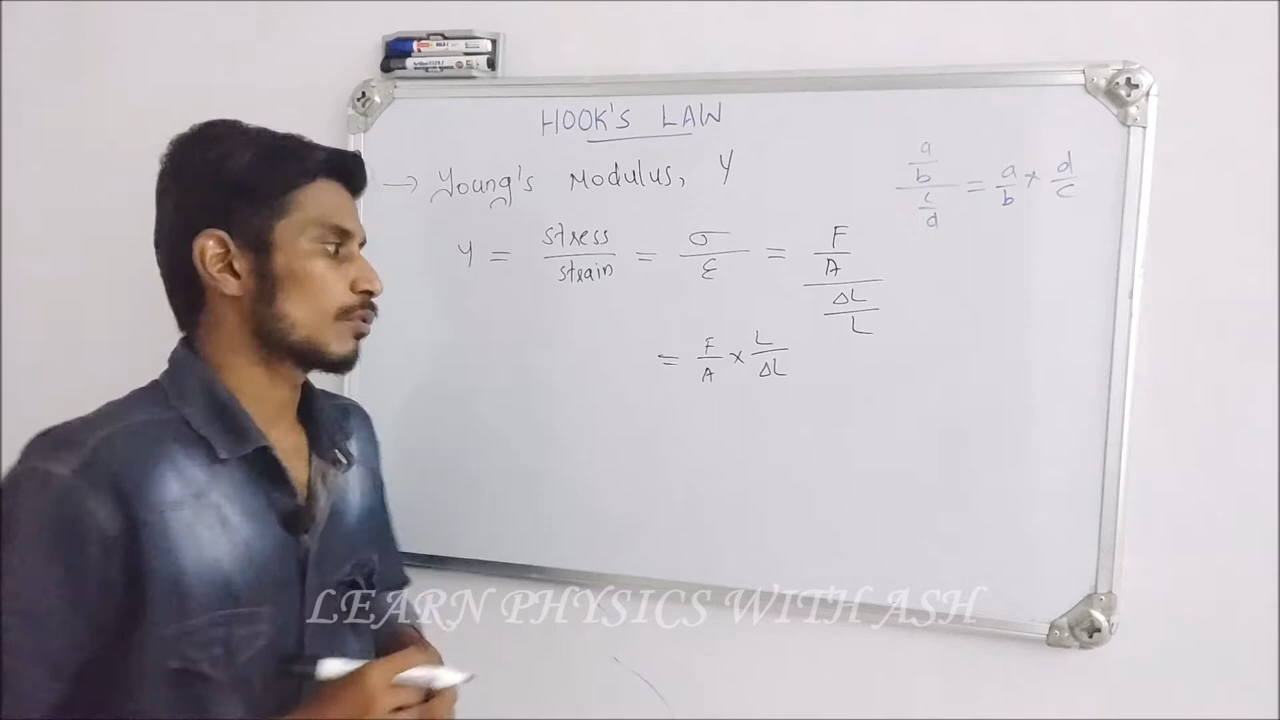 HOOK'S LAW
→ Young's Modulus, Y
a/b / c/d = a/b × d/c
Y = stress/strain = σ/ε = F/A / ΔL/L
= F/A × L/ΔL
LEARN PHYSICS WITH ASH